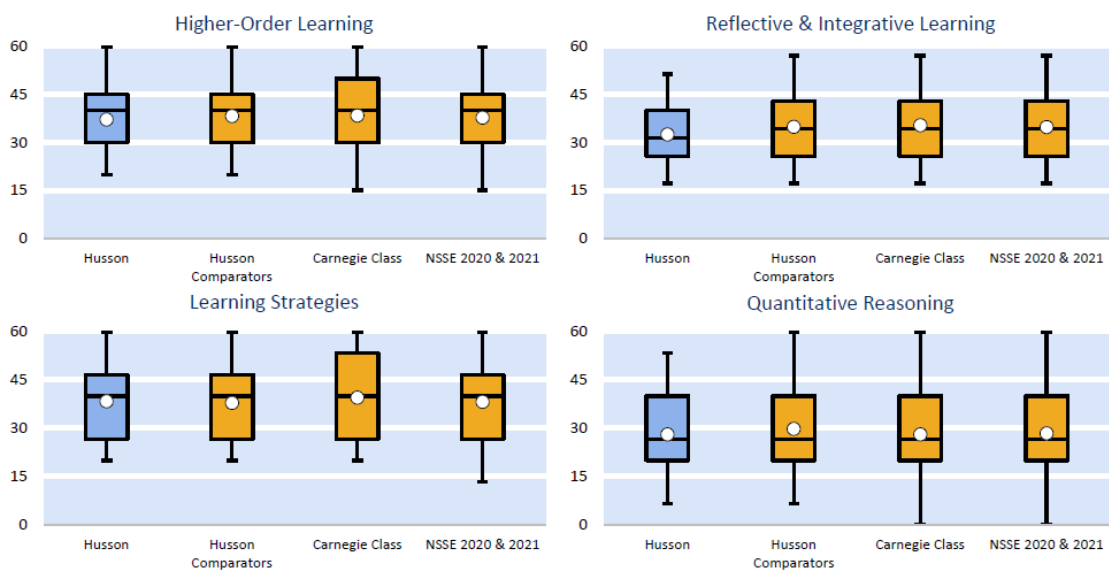 Higher-Order Learning
60
45
30
15
0
Husson
Husson
Comparators
Carnegie Class
NSSE 2020 & 2021
Reflective & Integrative Learning
60
45
30
15
0
Husson
Husson
Comparators
Carnegie Class
NSSE 2020 & 2021
Learning Strategies
60
45
30
15
0
Husson
Husson
Comparators
Carnegie Class
NSSE 2020 & 2021
Quantitative Reasoning
60
45
30
15
0
Husson
Husson
Comparators
Carnegie Class
NSSE 2020 & 2021